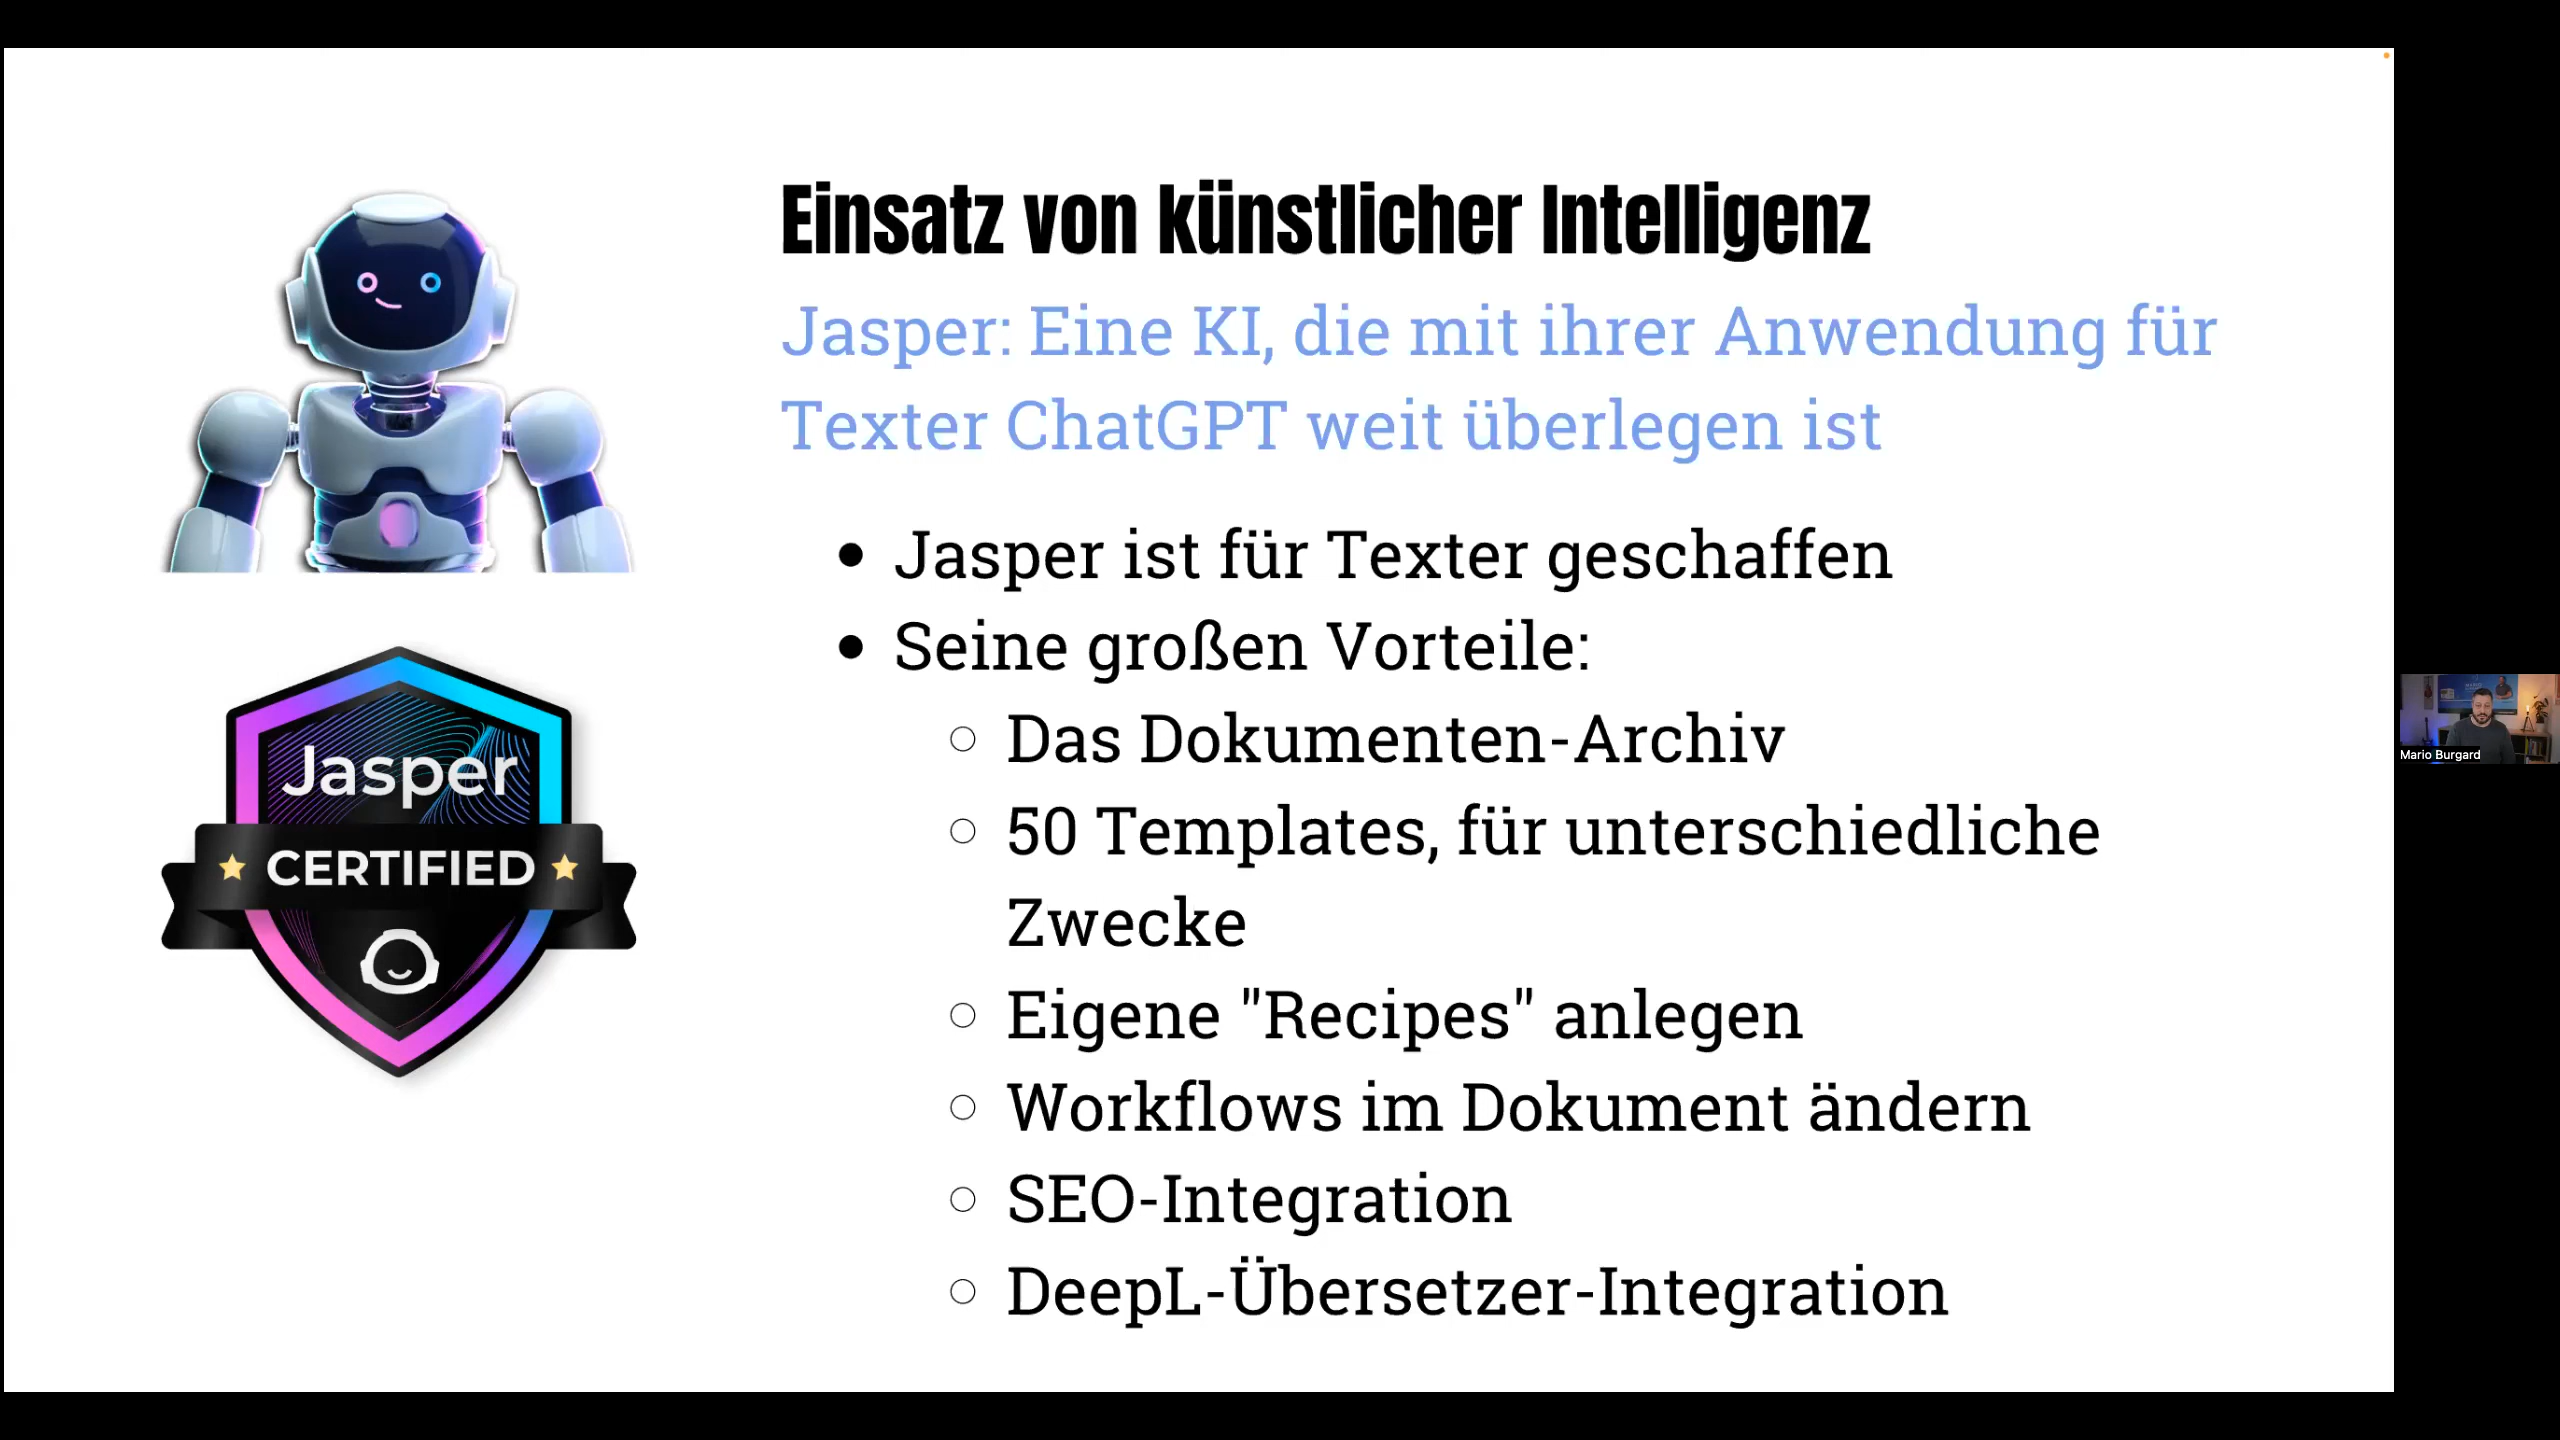 Einsatz von künstlicher Intelligenz
Jasper: Eine KI, die mit ihrer Anwendung für
Texter ChatGPT weit überlegen ist
• Jasper ist für Texter geschaffen
• Seine großen Vorteile:
○ Das Dokumenten-Archiv
○ 50 Templates, für unterschiedliche
Zwecke
○ Eigene "Recipes" anlegen
○ Workflows im Dokument ändern
○ SEO-Integration
○ DeepL-Übersetzer-Integration
Jasper
CERTIFIED
Mario Burgard